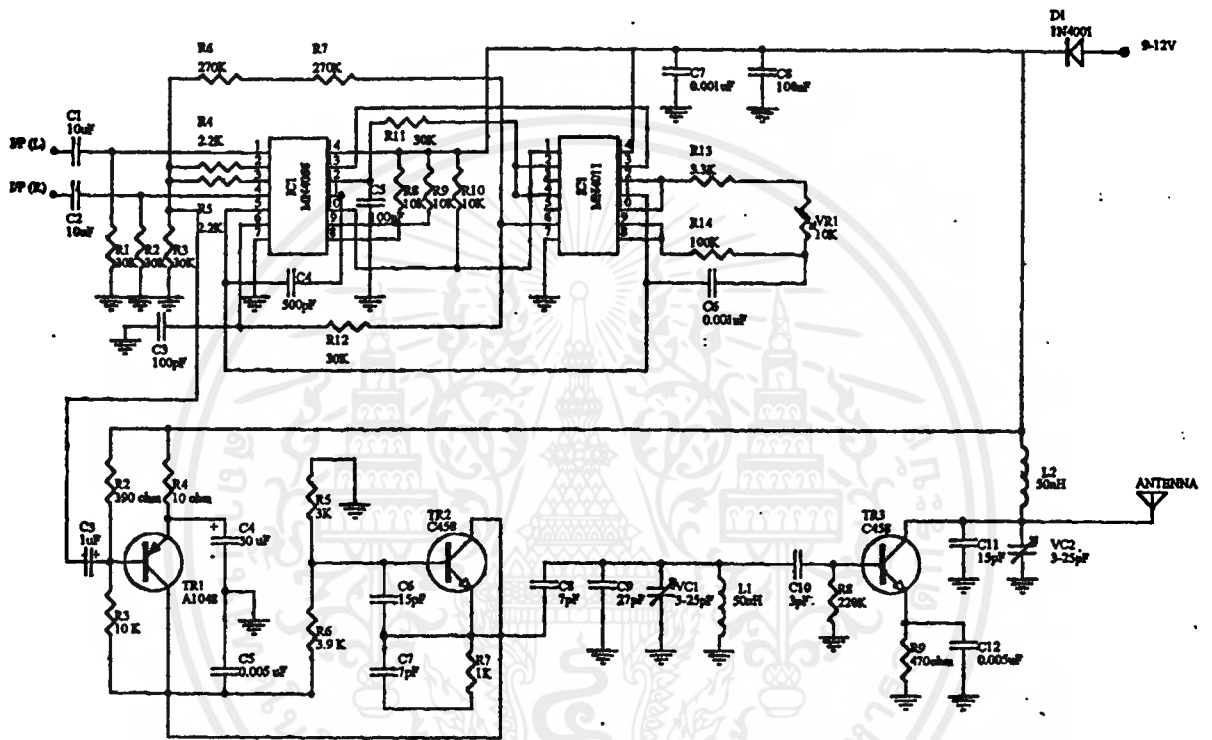 D1
1N4001
9-12V
R6
270K
R7
270K
C7
0.001uF
C8
100uF
C1
10uF
I/P (L)
R4
2.2K
R11 30K
I/P (R)
C2
10uF
R5
2.2K
IC1
C5
R8
10K
R9
10K
R10
10K
R13
3.3K
VR1
10K
R14
100K
MN4011
R1
30K
R2
30K
R3
30K
C4
500pF
C6
0.001uF
C3
100pF
R12
30K
L2
50nH
ANTENNA
R2
390 ohm
R4
10 ohm
C3
1uF
C4
30 uF
TR1
A1048
R3
10 K
C5
0.005 uF
R5
3K
TR2
C458
C6
15pF
R6
3.9 K
C7
7pF
R7
1K
C8
7pF
C9
27pF
VC1
3-25pF
L1
50nH
C10
3pF
TR3
C458
R8
220K
C11
15pF
VC2
3-25pF
R9
470ohm
C12
0.005uF